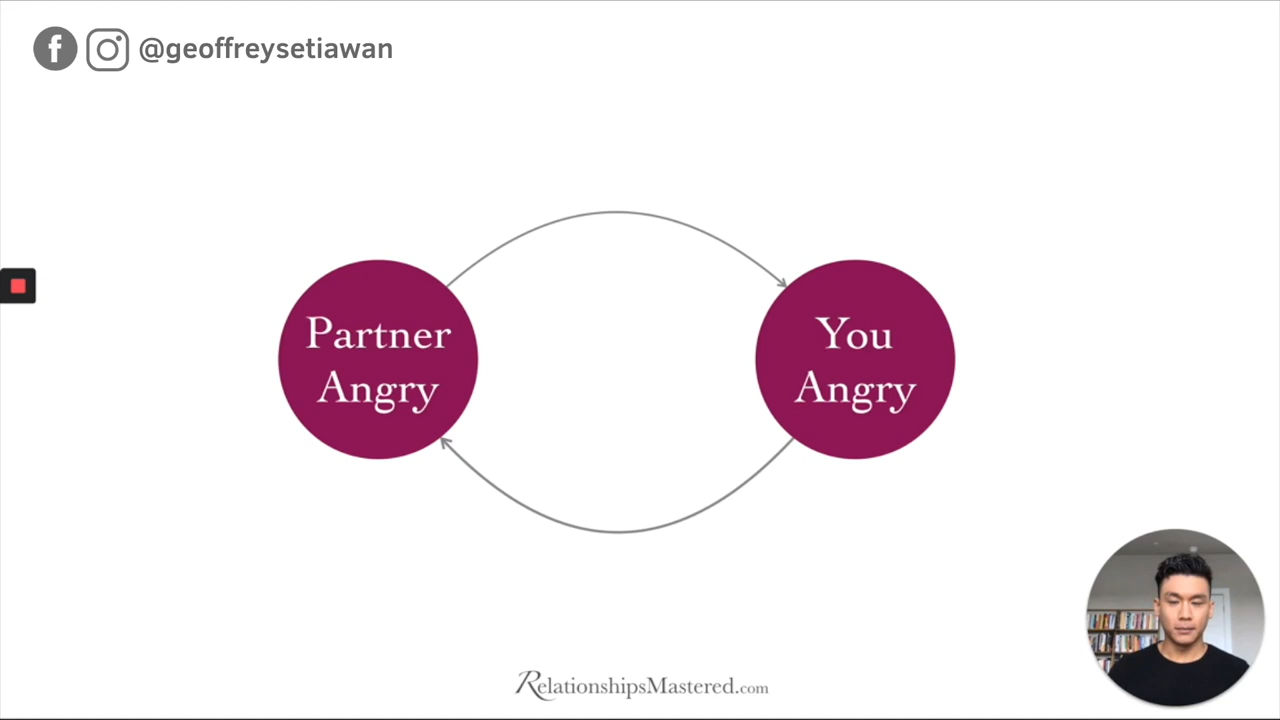 @geoffreysetiawan
Partner
Angry
You
Angry
RelationshipsMastered.com